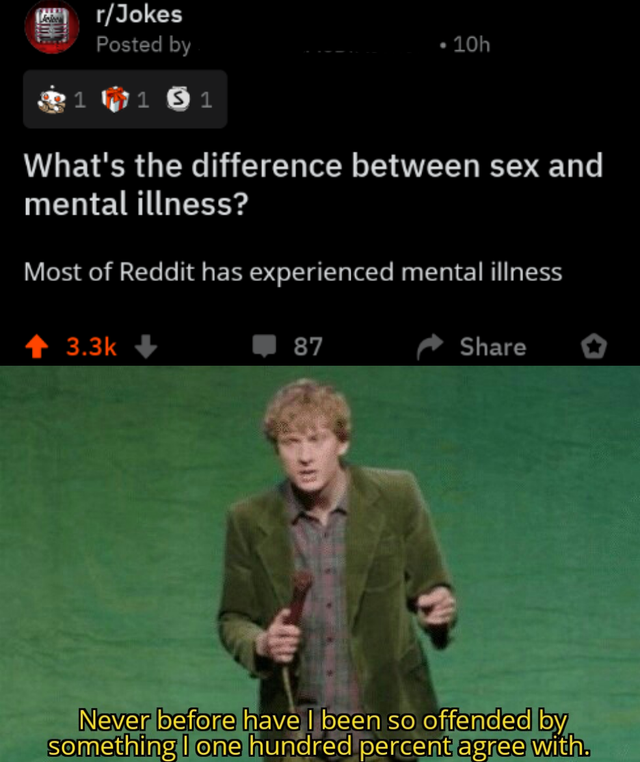 r/Jokes
Posted by
• 10h
1 1 S 1
What's the difference between sex and
mental illness?
Most of Reddit has experienced mental illness
3.3k 87 Share
Never before have I been so offended by
something I one hundred percent agree with.